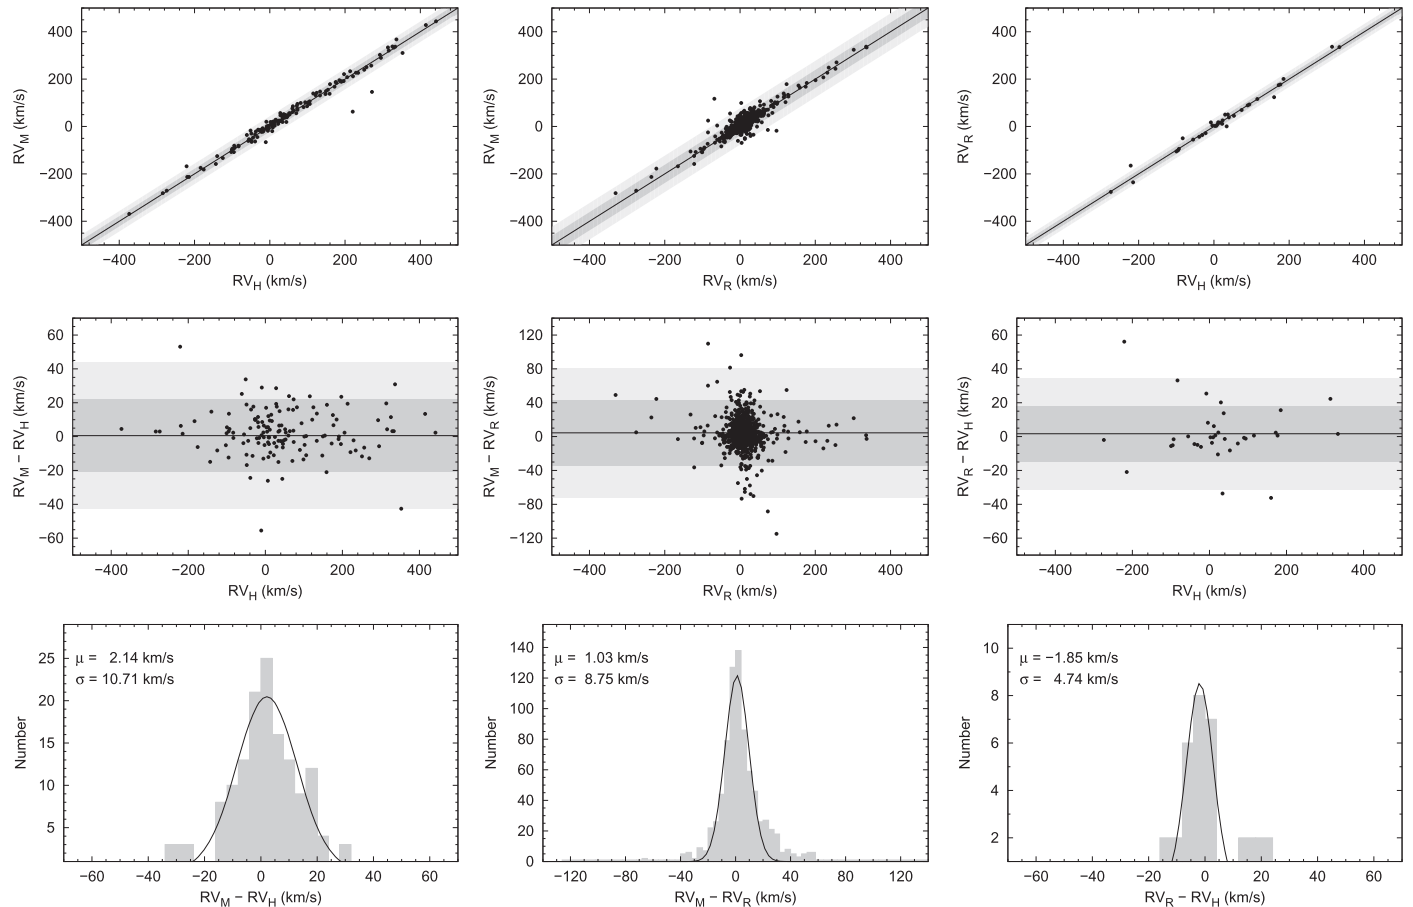 400
200
0
−200
−400
RV_M (km/s)
−400 −200 0 200 400
RV_H (km/s)
400
200
0
−200
−400
RV_M (km/s)
−400 −200 0 200 400
RV_R (km/s)
400
200
0
−200
−400
RV_R (km/s)
−400 −200 0 200 400
RV_H (km/s)
60
40
20
0
−20
−40
−60
RV_M − RV_H (km/s)
−400 −200 0 200 400
RV_H (km/s)
120
80
40
0
−40
−80
−120
RV_M − RV_R (km/s)
−400 −200 0 200 400
RV_R (km/s)
60
40
20
0
−20
−40
−60
RV_R − RV_H (km/s)
−400 −200 0 200 400
RV_H (km/s)
μ = 2.14 km/s
σ = 10.71 km/s
25
20
15
10
5
Number
−60 −40 −20 0 20 40 60
RV_M − RV_H (km/s)
μ = 1.03 km/s
σ = 8.75 km/s
140
120
100
80
60
40
20
0
Number
−120 −80 −40 0 40 80 120
RV_M − RV_R (km/s)
μ = −1.85 km/s
σ = 4.74 km/s
10
8
6
4
2
Number
−60 −40 −20 0 20 40 60
RV_R − RV_H (km/s)